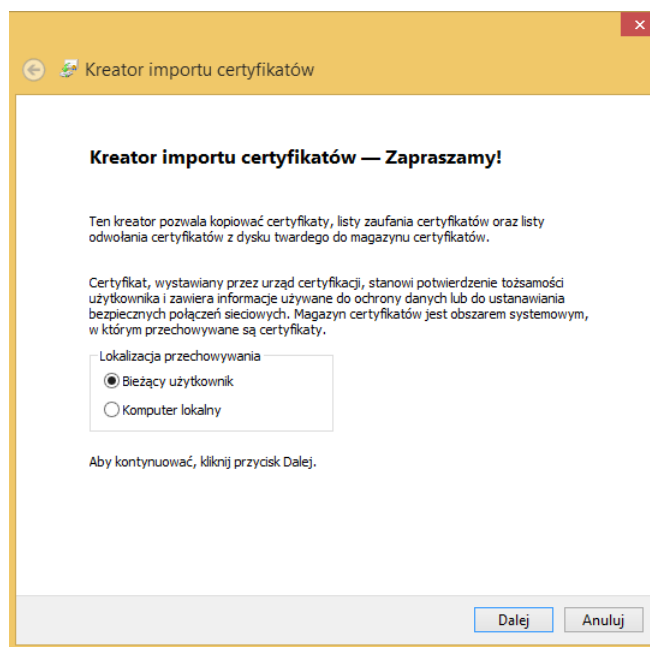 Kreator importu certyfikatów
Kreator importu certyfikatów — Zapraszamy!
Ten kreator pozwala kopiować certyfikaty, listy zaufania certyfikatów oraz listy
odwołania certyfikatów z dysku twardego do magazynu certyfikatów.
Certyfikat, wystawiany przez urząd certyfikacji, stanowi potwierdzenie tożsamości
użytkownika i zawiera informacje używane do ochrony danych lub do ustanawiania
bezpiecznych połączeń sieciowych. Magazyn certyfikatów jest obszarem systemowym,
w którym przechowywane są certyfikaty.
Lokalizacja przechowywania
Bieżący użytkownik
Komputer lokalny
Aby kontynuować, kliknij przycisk Dalej.
Dalej Anuluj